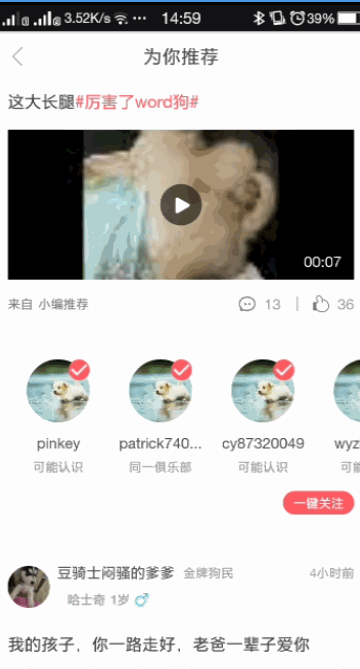 3.52K/s ... 14:59 39%
为你推荐
这大长腿#厉害了word狗#
00:07
来自 小编推荐 13 36
pinkey patrick740... cy87320049 wyz
可能认识 同一俱乐部 可能认识 可能
一键关注
豆骑士闷骚的爹爹 金牌狗民 4小时前
哈士奇 1岁
我的孩子，你一路走好，老爸一辈子爱你